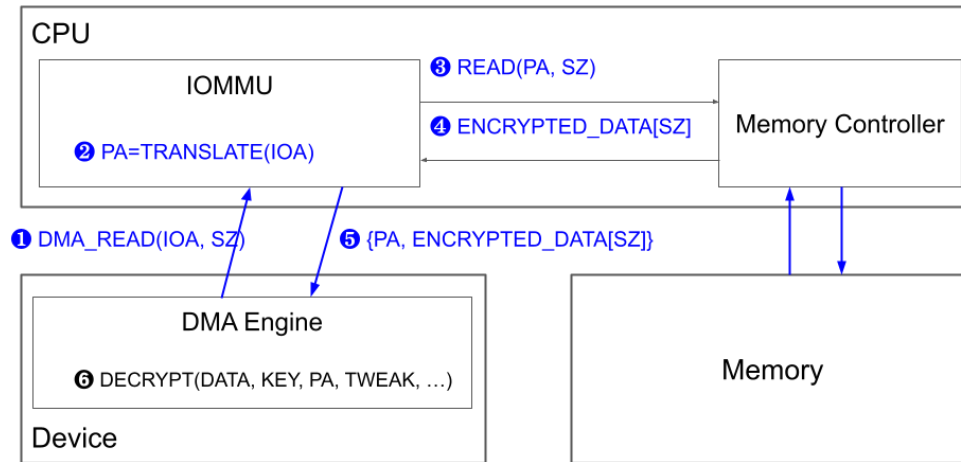 CPU
IOMMU
❸ READ(PA, SZ)
❹ ENCRYPTED_DATA[SZ]
Memory Controller
❷ PA=TRANSLATE(IOA)
❶ DMA_READ(IOA, SZ)
❺ {PA, ENCRYPTED_DATA[SZ]}
DMA Engine
❻ DECRYPT(DATA, KEY, PA, TWEAK, …)
Device
Memory